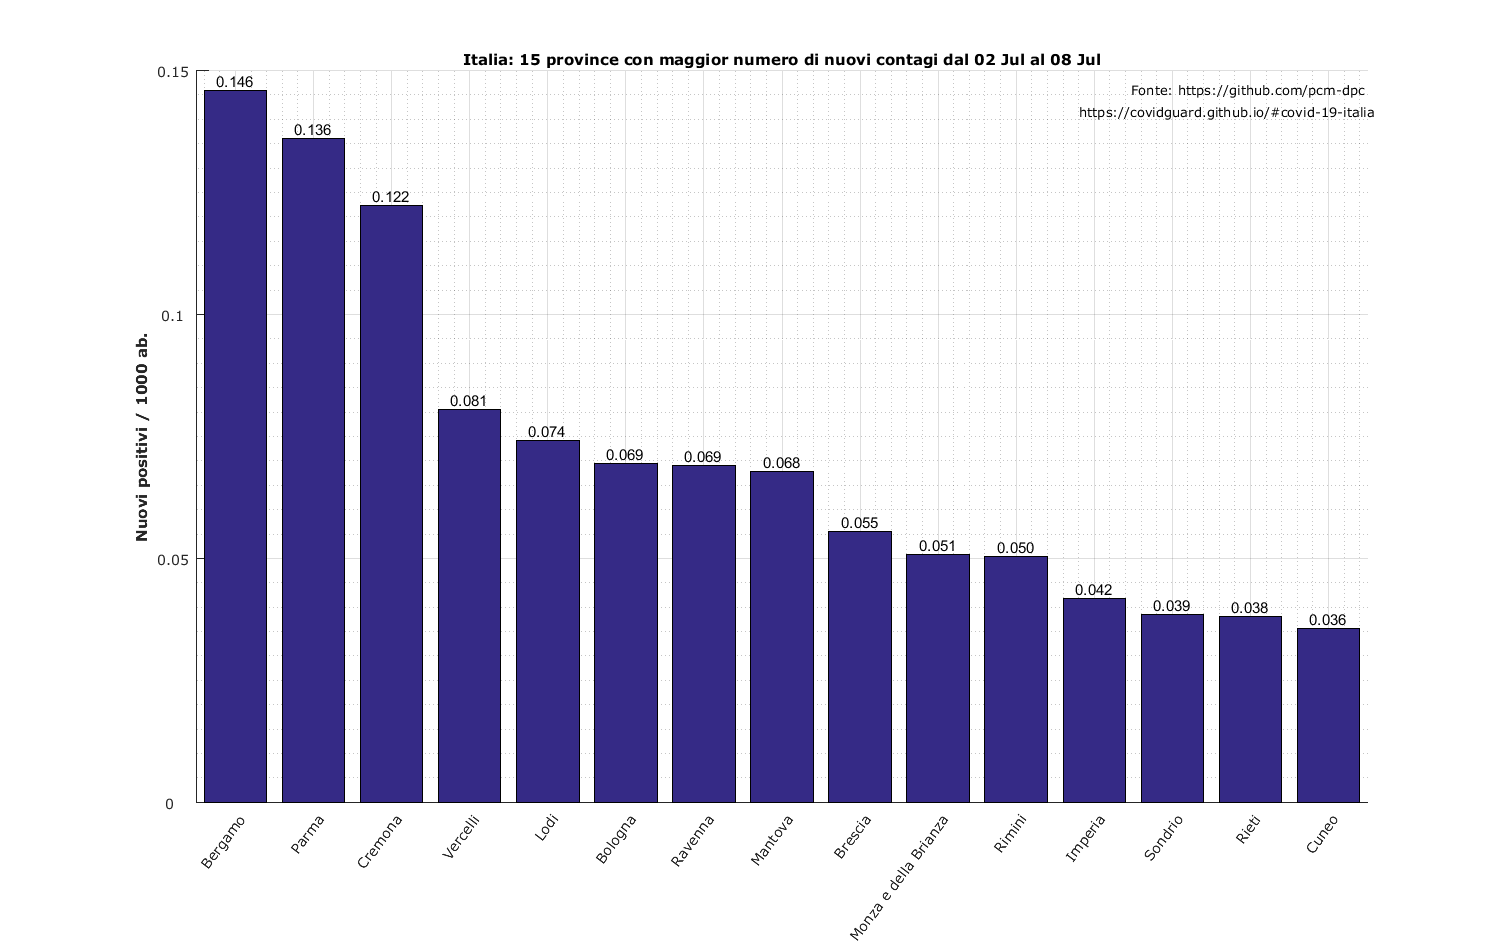 Italia: 15 province con maggior numero di nuovi contagi dal 02 Jul al 08 Jul
Fonte: https://github.com/pcm-dpc
https://covidguard.github.io/#covid-19-italia
Nuovi positivi / 1000 ab.
0.15
0.1
0.05
0
0.146
0.136
0.122
0.081
0.074
0.069
0.069
0.068
0.055
0.051
0.050
0.042
0.039
0.038
0.036
Bergamo
Parma
Cremona
Vercelli
Lodi
Bologna
Ravenna
Mantova
Brescia
Monza e della Brianza
Rimini
Imperia
Sondrio
Rieti
Cuneo